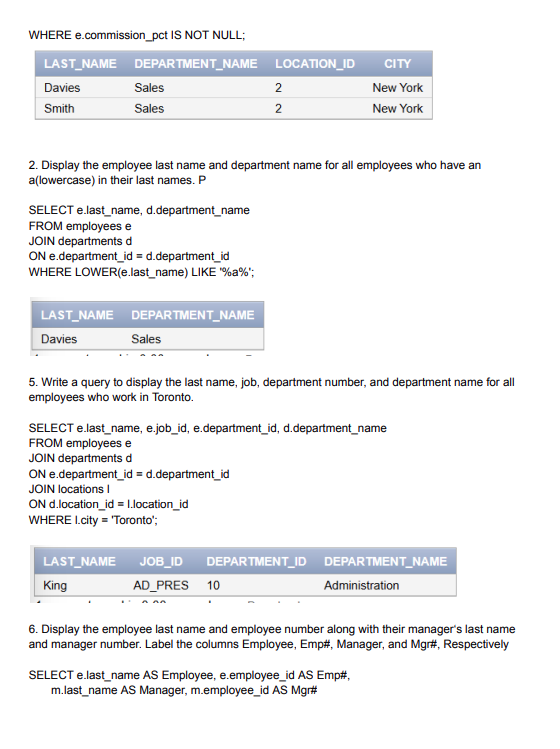 WHERE e.commission_pct IS NOT NULL;
LAST_NAME DEPARTMENT_NAME LOCATION_ID CITY
Davies Sales 2 New York
Smith Sales 2 New York
2. Display the employee last name and department name for all employees who have an
a(lowercase) in their last names. P
SELECT e.last_name, d.department_name
FROM employees e
JOIN departments d
ON e.department_id = d.department_id
WHERE LOWER(e.last_name) LIKE '%a%';
LAST_NAME DEPARTMENT_NAME
Davies Sales
5. Write a query to display the last name, job, department number, and department name for all
employees who work in Toronto.
SELECT e.last_name, e.job_id, e.department_id, d.department_name
FROM employees e
JOIN departments d
ON e.department_id = d.department_id
JOIN locations l
ON d.location_id = l.location_id
WHERE l.city = 'Toronto';
LAST_NAME JOB_ID DEPARTMENT_ID DEPARTMENT_NAME
King AD_PRES 10 Administration
6. Display the employee last name and employee number along with their manager's last name
and manager number. Label the columns Employee, Emp#, Manager, and Mgr#, Respectively
SELECT e.last_name AS Employee, e.employee_id AS Emp#,
m.last_name AS Manager, m.employee_id AS Mgr#